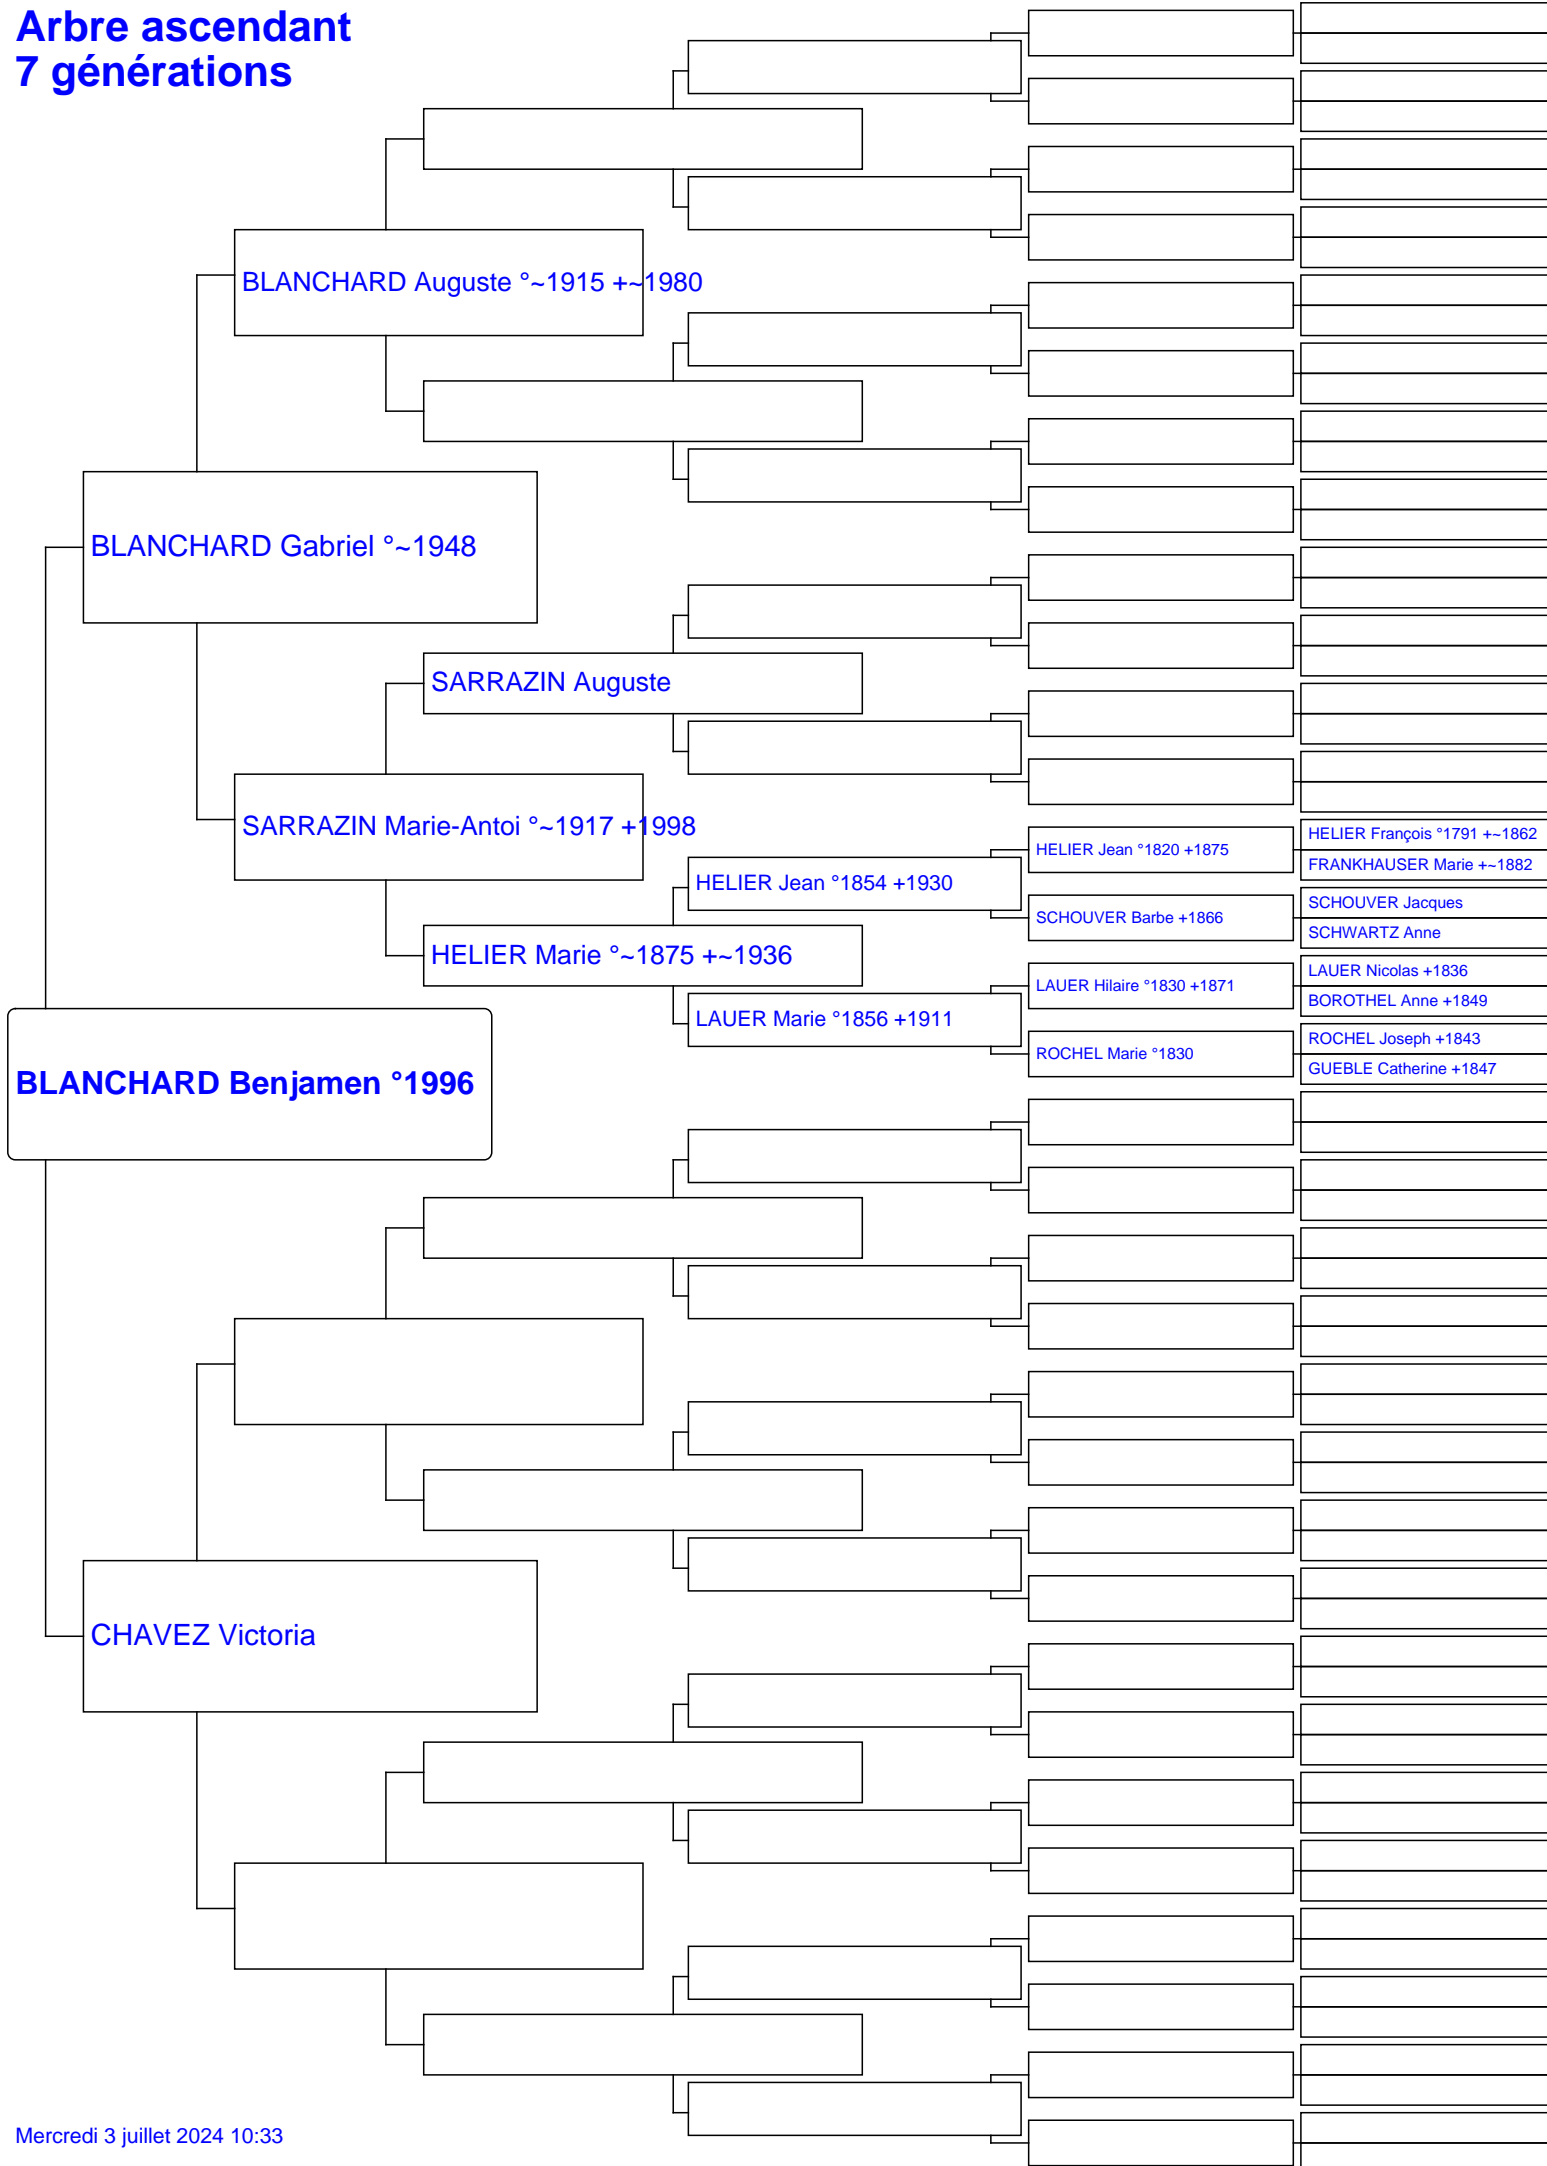 Arbre ascendant
7 générations
BLANCHARD Auguste °~1915 +~1980
BLANCHARD Gabriel °~1948
SARRAZIN Auguste
SARRAZIN Marie-Antoi °~1917 +1998
HELIER Jean °1820 +1875
HELIER François °1791 +~1862
FRANKHAUSER Marie +~1882
HELIER Jean °1854 +1930
SCHOUVER Barbe +1866
SCHOUVER Jacques
SCHWARTZ Anne
HELIER Marie °~1875 +~1936
LAUER Hilaire °1830 +1871
LAUER Nicolas +1836
BOROTHEL Anne +1849
LAUER Marie °1856 +1911
ROCHEL Marie °1830
ROCHEL Joseph +1843
GUEBLE Catherine +1847
BLANCHARD Benjamen °1996
CHAVEZ Victoria
Mercredi 3 juillet 2024 10:33